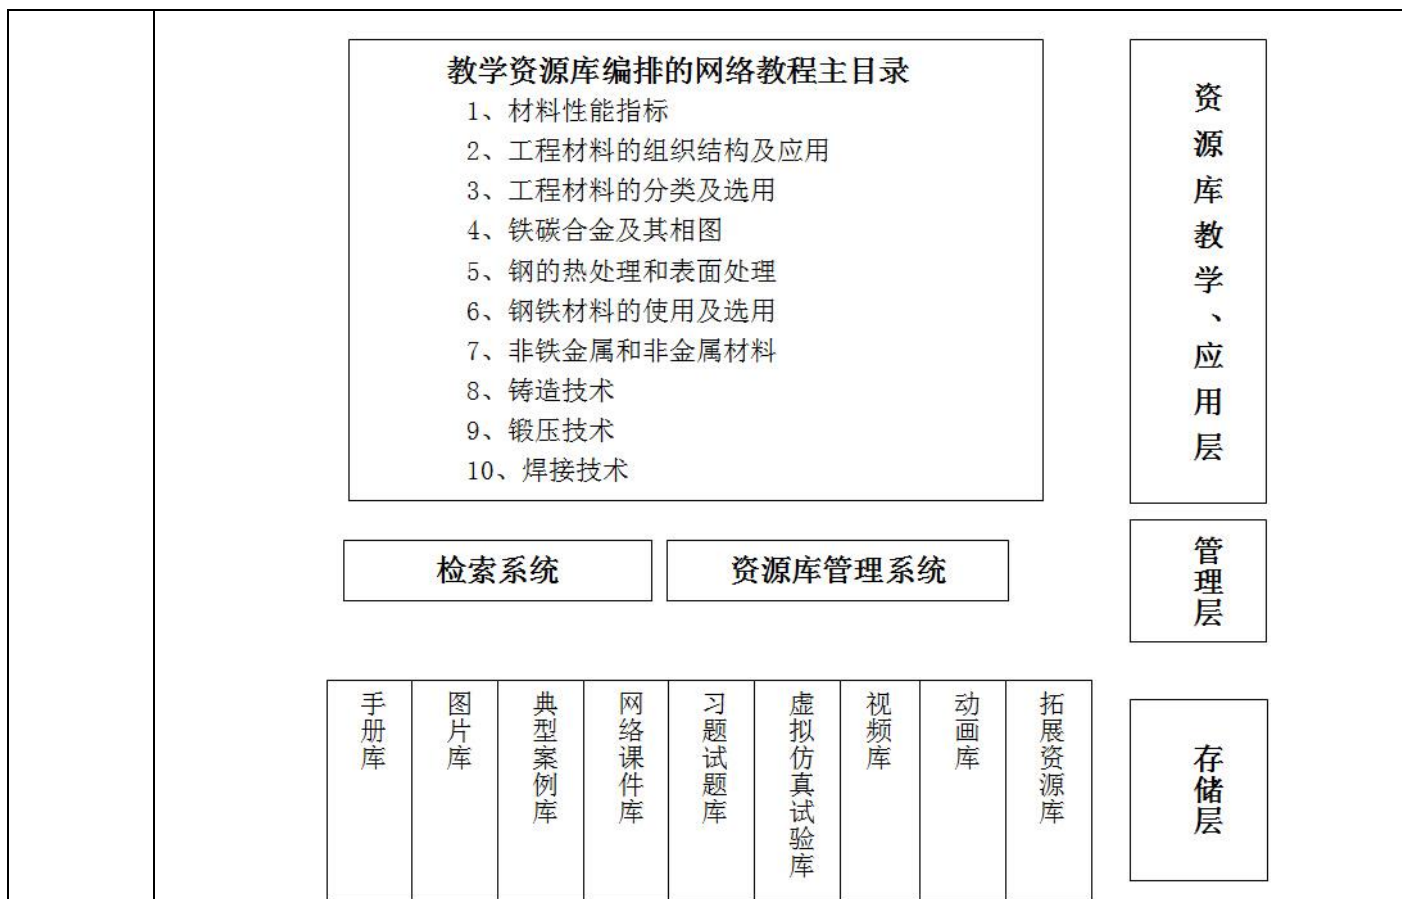 教学资源库编排的网络教程主目录
1、材料性能指标
2、工程材料的组织结构及应用
3、工程材料的分类及选用
4、铁碳合金及其相图
5、钢的热处理和表面处理
6、钢铁材料的使用及选用
7、非铁金属和非金属材料
8、铸造技术
9、锻压技术
10、焊接技术
资源库教学、应用层
检索系统
资源库管理系统
管理层
手册库
图片库
典型案例库
网络课件库
习题试题库
虚拟仿真试验库
视频库
动画库
拓展资源库
存储层